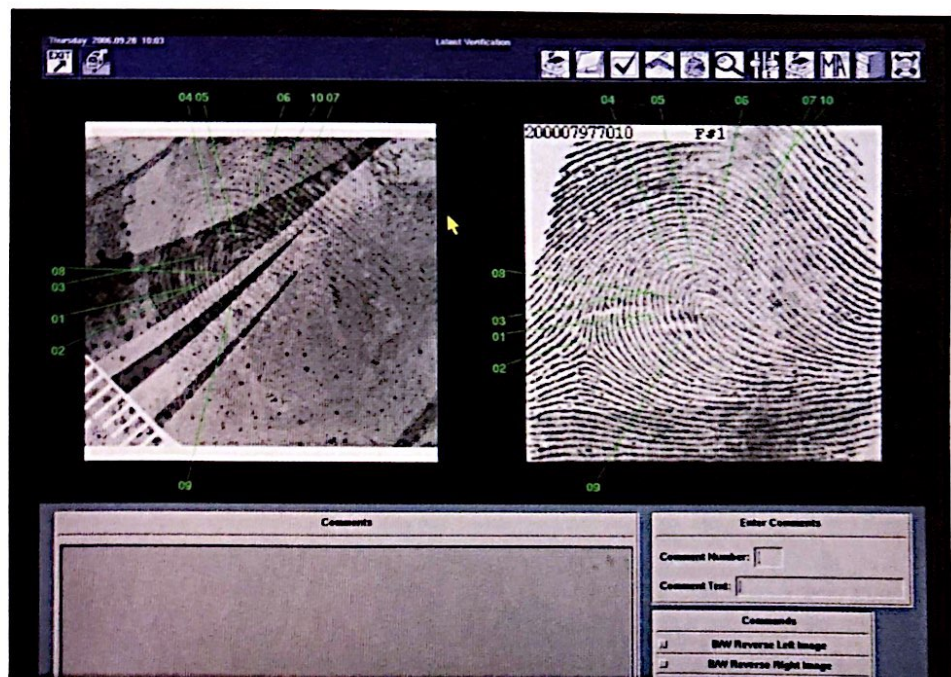 Thursday 2006.09.28 10:03
Latent Verification
EXIT
MA
04 05 06 10 07
08
03
01
02
09
04 05 06 07 10
200007977010 F#1
08
03
01
02
09
Comments
Enter Comments
Comment Number:
Comment Text:
Commands
B/W Reverse Left Image
B/W Reverse Right Image